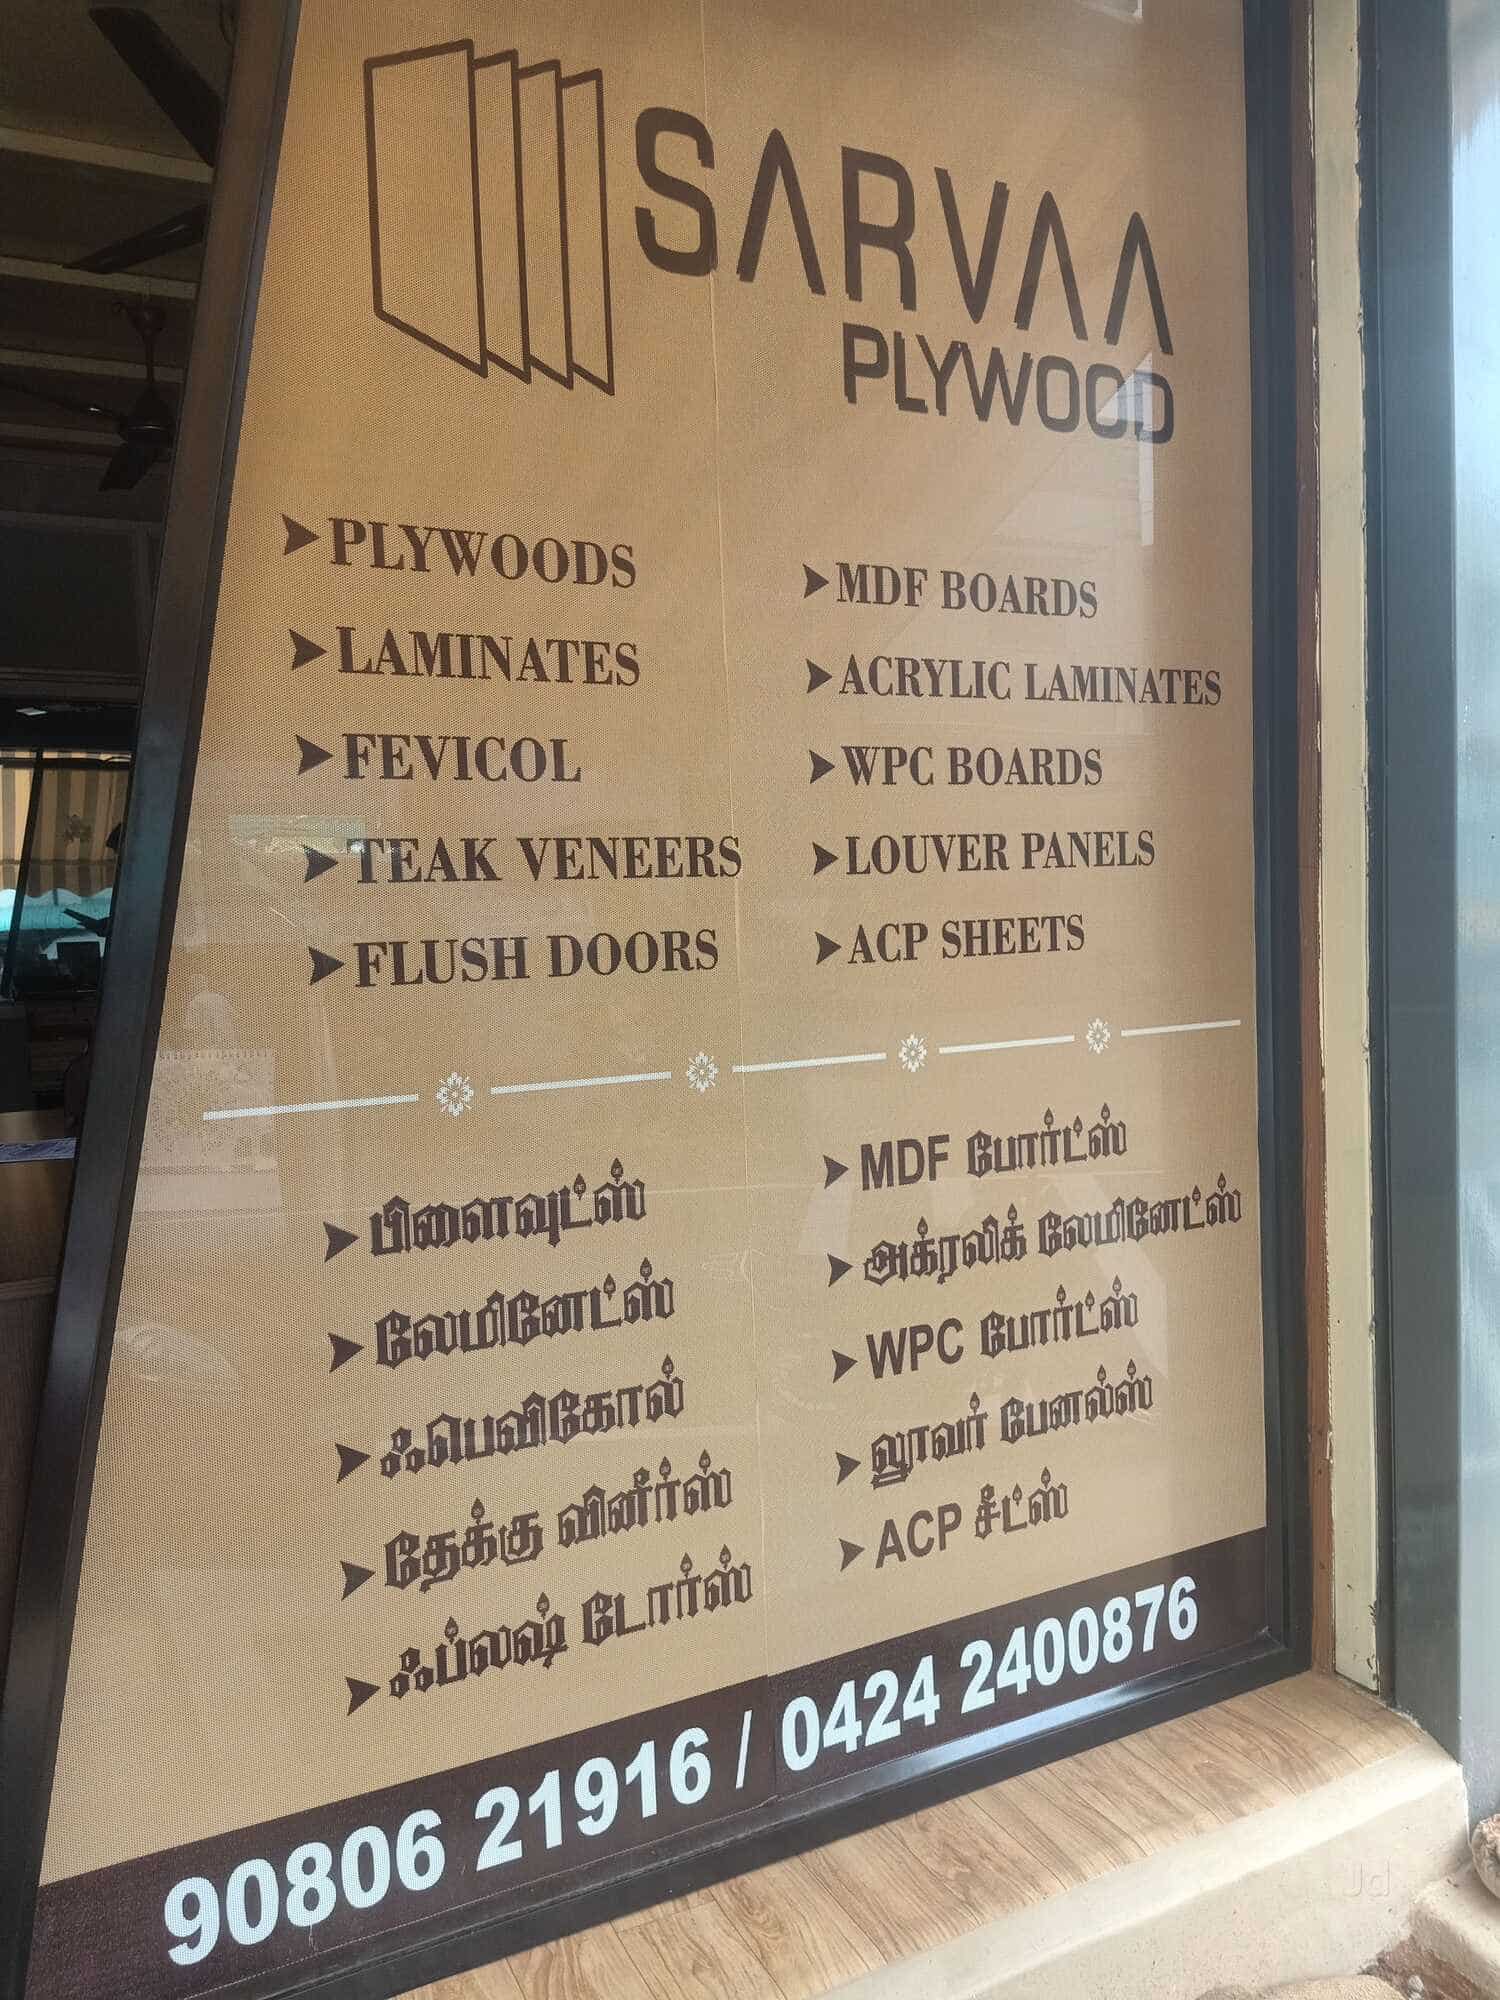 SARVAA
PLYWOOD
PLYWOODS
LAMINATES
FEVICOL
TEAK VENEERS
FLUSH DOORS
MDF BOARDS
ACRYLIC LAMINATES
WPC BOARDS
LOUVER PANELS
ACP SHEETS
பிளைவுட்ஸ்
லேமினேட்ஸ்
ஃபெவிகோல்
தேக்கு வினீர்ஸ்
ஃப்லஷ் டோர்ஸ்
MDF போர்ட்ஸ்
அக்ரலிக் லேமினேட்ஸ்
WPC போர்ட்ஸ்
லூவர் பேனல்ஸ்
ACP சீட்ஸ்
90806 21916 / 0424 2400876
Jd